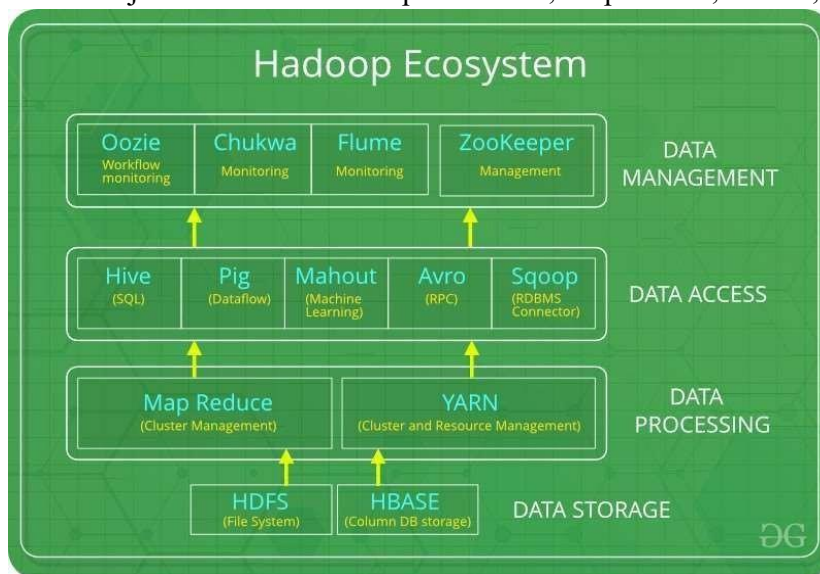 Hadoop Ecosystem
Oozie
Workflow
monitoring
Chukwa
Monitoring
Flume
Monitoring
ZooKeeper
Management
DATA
MANAGEMENT
Hive
(SQL)
Pig
(Dataflow)
Mahout
(Machine
Learning)
Avro
(RPC)
Sqoop
(RDBMS
Connector)
DATA ACCESS
Map Reduce
(Cluster Management)
YARN
(Cluster and Resource Management)
DATA
PROCESSING
HDFS
(File System)
HBASE
(Column DB storage)
DATA STORAGE